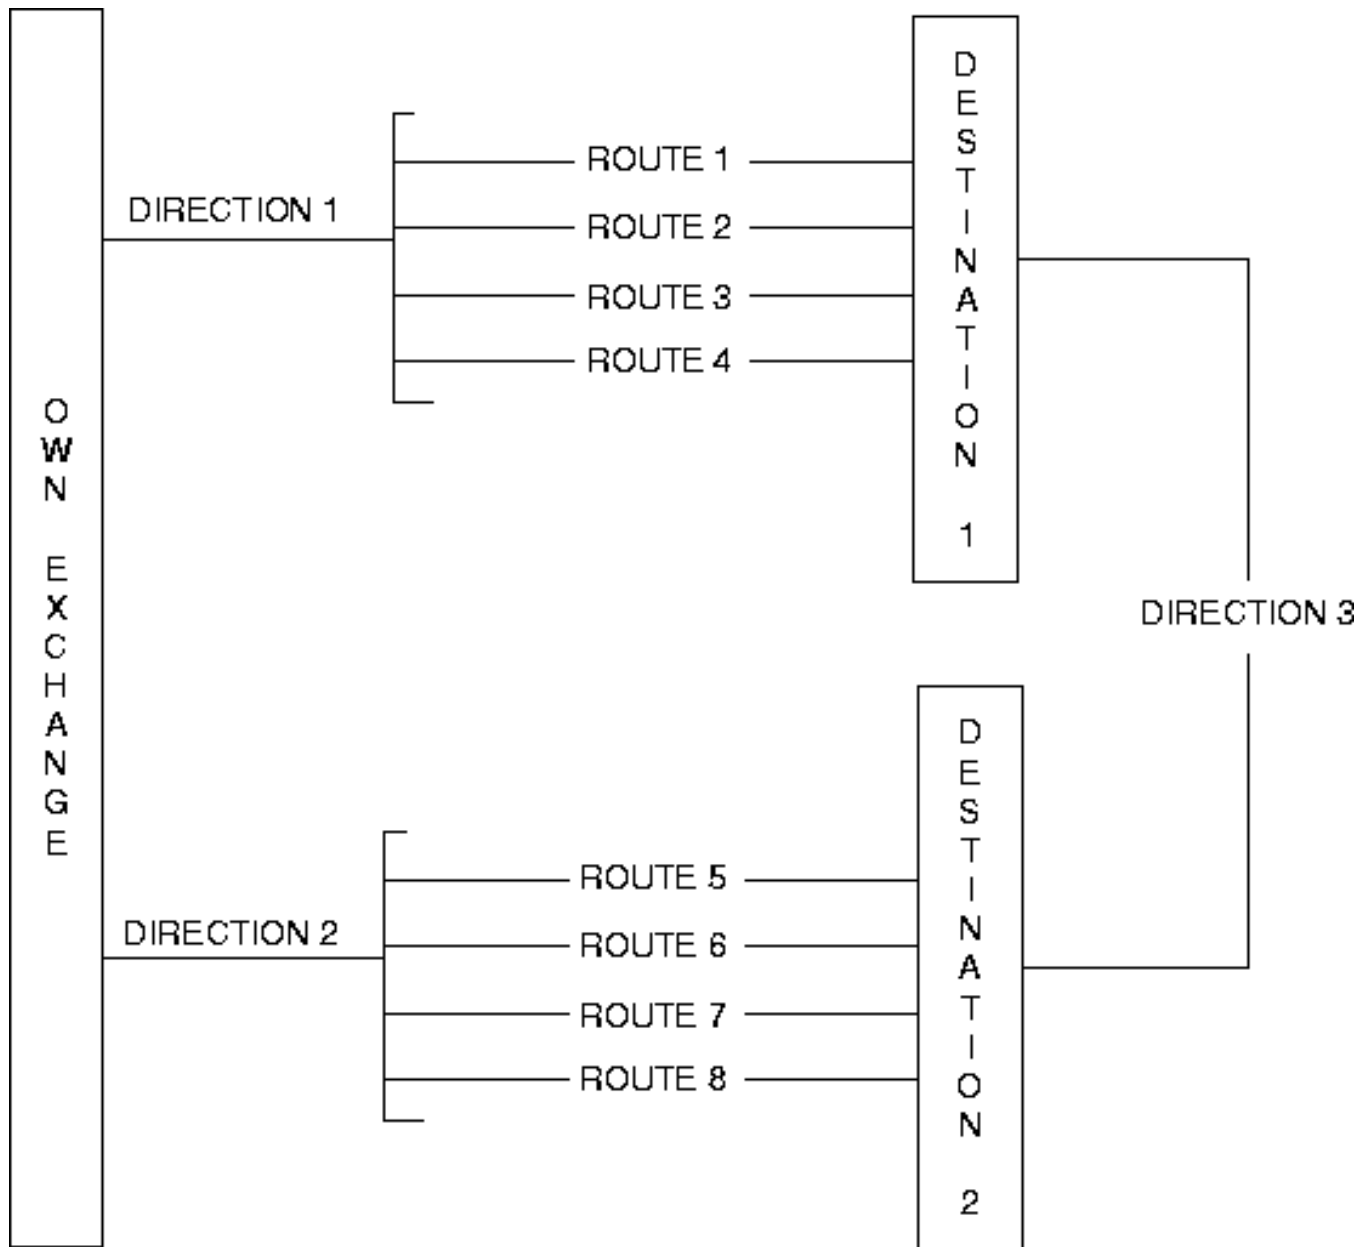 OWN EXCHANGE
DIRECTION 1
ROUTE 1
ROUTE 2
ROUTE 3
ROUTE 4
DESTINATION 1
DIRECTION 3
DIRECTION 2
ROUTE 5
ROUTE 6
ROUTE 7
ROUTE 8
DESTINATION 2